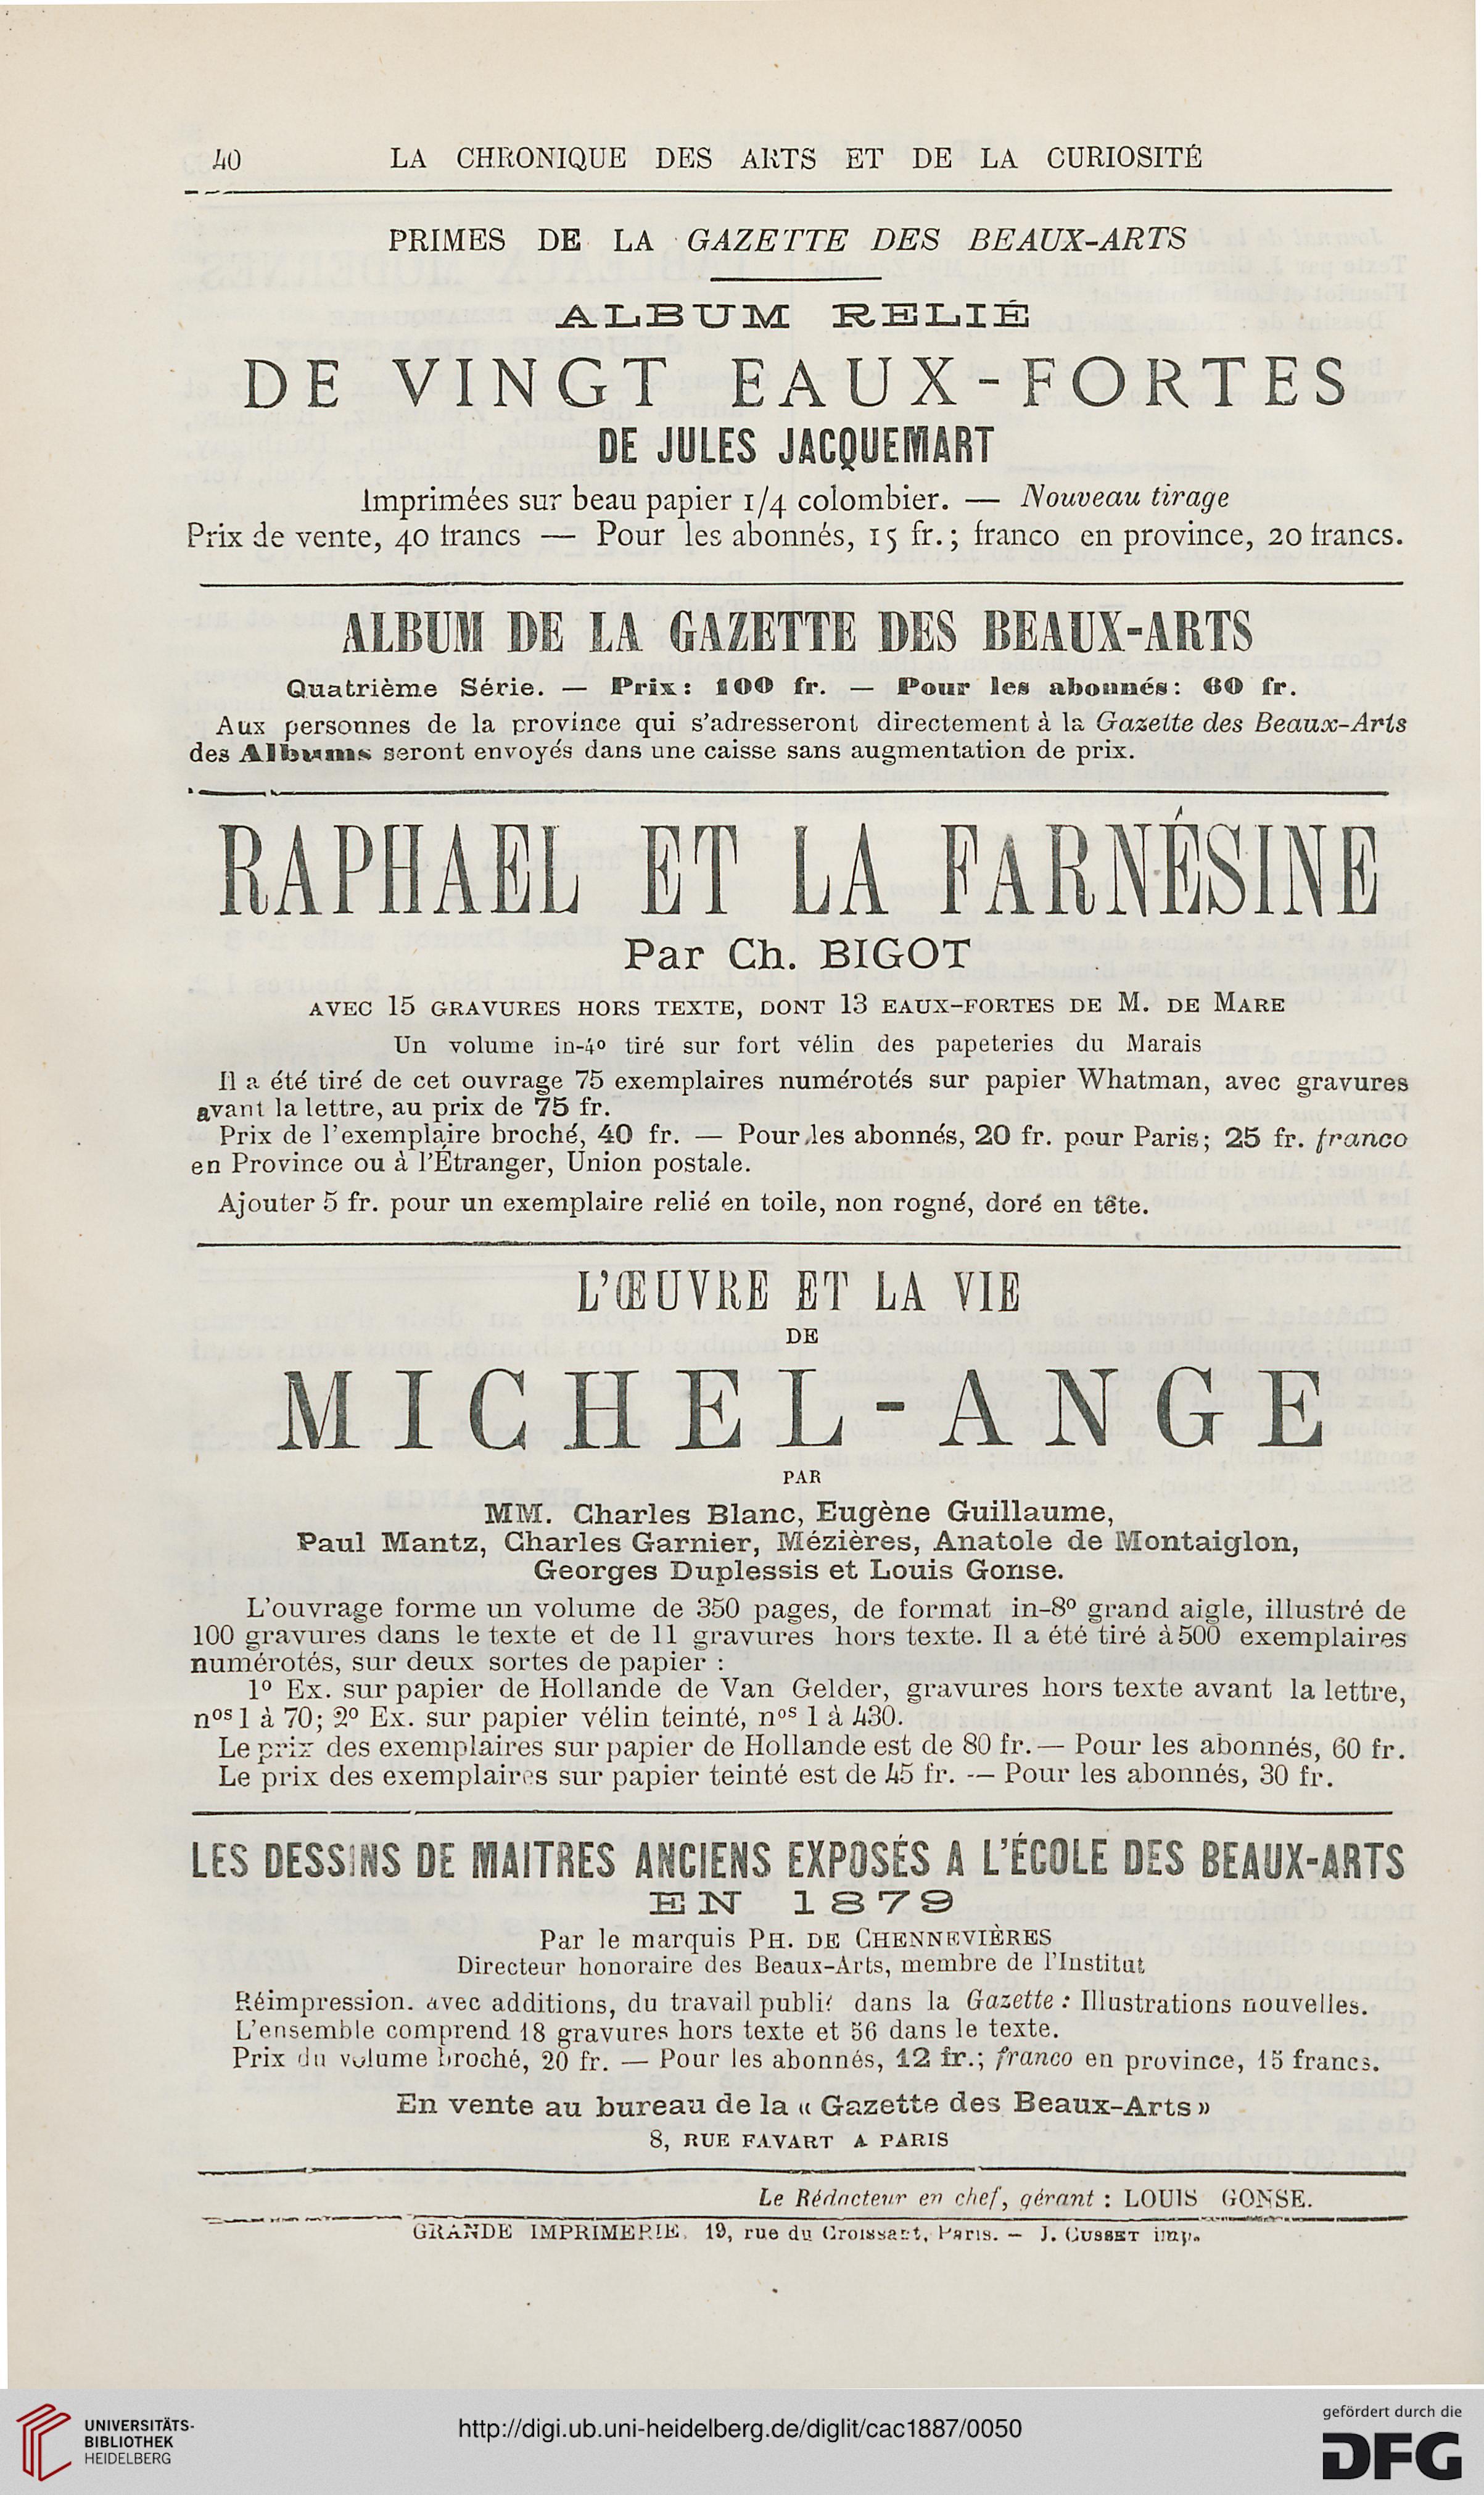 40 LA CHRONIQUE DES ARTS ET DE LA CURIOSITÉ
PRIMES DE LA GAZETTE DES BEAUX-ARTS
ALBUM RELIÉ
DE VINGT EAUX-FORTES
DE JULES JACQUEMART
Imprimées sur beau papier 1/4 colombier. — Nouveau tirage
Prix de vente, 40 francs — Pour les abonnés, 15 fr.; franco en province, 20 francs.
ALBUM DE LA GAZETTE DES BEAUX-ARTS
Quatrième Série. — Prix: 100 fr. — Pour les abonnés: 60 fr.
Aux personnes de la province qui s'adresseront directement à la Gazette des Beaux-Arts
des Albums seront envoyés dans une caisse sans augmentation de prix.
RAPHAEL ET LA FARNÉSINE
Par Ch. BIGOT
AVEC 15 GRAVURES HORS TEXTE, DONT 13 EAUX-FORTES DE M. DE MARE
Un volume in-4º tiré sur fort vélin des papeteries du Marais
Il a été tiré de cet ouvrage 75 exemplaires numérotés sur papier Whatman, avec gravures
avant la lettre, au prix de 75 fr.
Prix de l'exemplaire broché, 40 fr. — Pour les abonnés, 20 fr. pour Paris; 25 fr. franco
en Province ou à l'Étranger, Union postale.
Ajouter 5 fr. pour un exemplaire relié en toile, non rogné, doré en tête.
L'ŒUVRE ET LA VIE
DE
MICHEL-ANGE
PAR
MM. Charles Blanc, Eugène Guillaume,
Paul Mantz, Charles Garnier, Mézières, Anatole de Montaiglon,
Georges Duplessis et Louis Gonse.
L'ouvrage forme un volume de 350 pages, de format in-8º grand aigle, illustré de
100 gravures dans le texte et de 11 gravures hors texte. Il a été tiré à 500 exemplaires
numérotés, sur deux sortes de papier :
1º Ex. sur papier de Hollande de Van Gelder, gravures hors texte avant la lettre,
nos 1 à 70; 2º Ex. sur papier vélin teinté, nos 1 à 430.
Le prix des exemplaires sur papier de Hollande est de 80 fr. — Pour les abonnés, 60 fr.
Le prix des exemplaires sur papier teinté est de 45 fr. — Pour les abonnés, 30 fr.
LES DESSINS DE MAITRES ANCIENS EXPOSÉS A L'ÉCOLE DES BEAUX-ARTS
EN 1879
Par le marquis PH. DE CHENNEVIÈRES
Directeur honoraire des Beaux-Arts, membre de l'Institut
Réimpression. avec additions, du travail publié dans la Gazette : Illustrations nouvelles.
L'ensemble comprend 18 gravures hors texte et 56 dans le texte.
Prix du volume broché, 20 fr. — Pour les abonnés, 12 fr.; franco en province, 15 francs.
En vente au bureau de la « Gazette des Beaux-Arts »
8, RUE FAVART A PARIS
Le Rédacteur en chef, gérant : LOUIS GONSE.
GRANDE IMPRIMERIE, 19, rue du Croissant, Paris. — J. CUSSET imp.
UNIVERSITÄTS-
BIBLIOTHEK
HEIDELBERG
http://digi.ub.uni-heidelberg.de/diglit/cac1887/0050
gefördert durch die
DFG